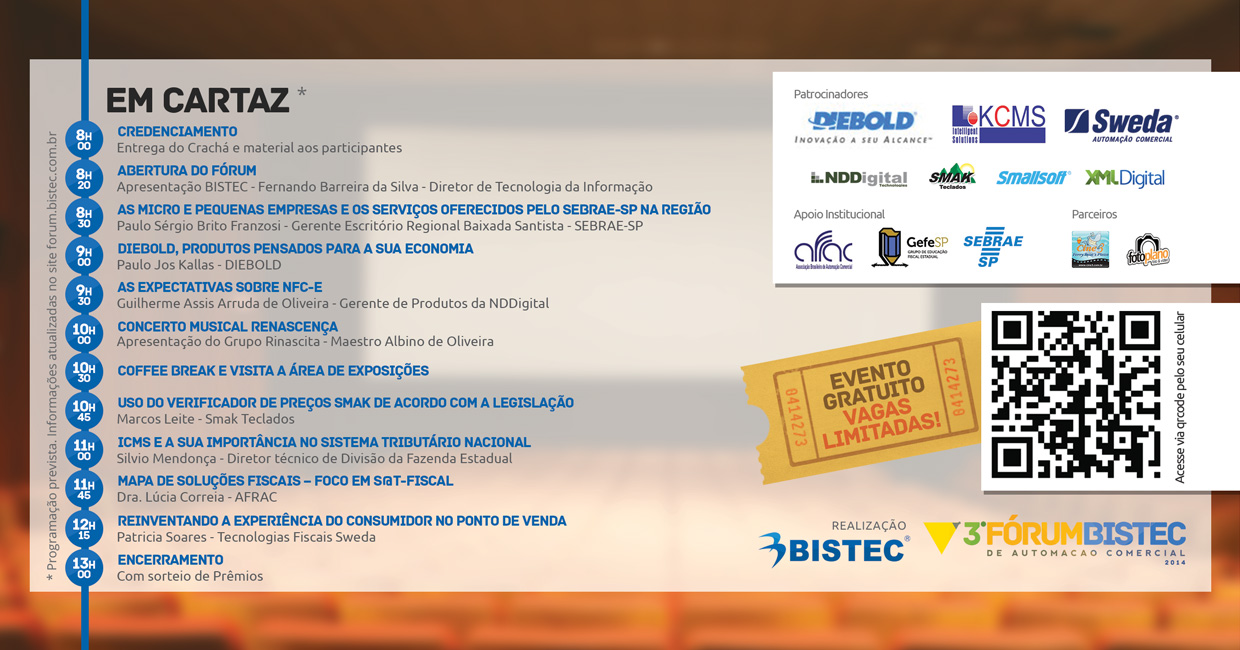 EM CARTAZ *
8H
00
CREDENCIAMENTO
Entrega do Crachá e material aos participantes
8H
20
ABERTURA DO FÓRUM
Apresentação BISTEC - Fernando Barreira da Silva - Diretor de Tecnologia da Informação
8H
30
AS MICRO E PEQUENAS EMPRESAS E OS SERVIÇOS OFERECIDOS PELO SEBRAE-SP NA REGIÃO
Paulo Sérgio Brito Franzosi - Gerente Escritório Regional Baixada Santista - SEBRAE-SP
9H
00
DIEBOLD, PRODUTOS PENSADOS PARA A SUA ECONOMIA
Paulo Jos Kallas - DIEBOLD
9H
30
AS EXPECTATIVAS SOBRE NFC-E
Guilherme Assis Arruda de Oliveira - Gerente de Produtos da NDDigital
10H
00
CONCERTO MUSICAL RENASCENÇA
Apresentação do Grupo Rinascita - Maestro Albino de Oliveira
10H
30
COFFEE BREAK E VISITA A ÁREA DE EXPOSIÇÕES
10H
45
USO DO VERIFICADOR DE PREÇOS SMAK DE ACORDO COM A LEGISLAÇÃO
Marcos Leite - Smak Teclados
11H
00
ICMS E A SUA IMPORTÂNCIA NO SISTEMA TRIBUTÁRIO NACIONAL
Silvio Mendonça - Diretor técnico de Divisão da Fazenda Estadual
11H
45
MAPA DE SOLUÇÕES FISCAIS – FOCO EM S@T-FISCAL
Dra. Lúcia Correia - AFRAC
12H
15
REINVENTANDO A EXPERIÊNCIA DO CONSUMIDOR NO PONTO DE VENDA
Patricia Soares - Tecnologias Fiscais Sweda
13H
00
ENCERRAMENTO
Com sorteio de Prêmios
* Programação prevista. Informações atualizadas no site forum.bistec.com.br
Patrocinadores
DIEBOLD
INOVAÇÃO A SEU ALCANCE™
KCMS
Intelligent
Solutions
Sweda®
AUTOMAÇÃO COMERCIAL
NDDigital
Technologies
SMAK
Teclados
Smallsoft®
XMLDigital
Apoio Institucional
afrac
Associação Brasileira de Automação Comercial
GefeSP
GRUPO DE EDUCAÇÃO
FISCAL ESTADUAL
SEBRAE
SP
Parceiros
fotoplano
EVENTO
GRATUITO
VAGAS
LIMITADAS!
0414273
0414273
Acesse via qrcode pelo seu celular
REALIZAÇÃO
BISTEC®
3º FÓRUMBISTEC
DE AUTOMACAO COMERCIAL
2014